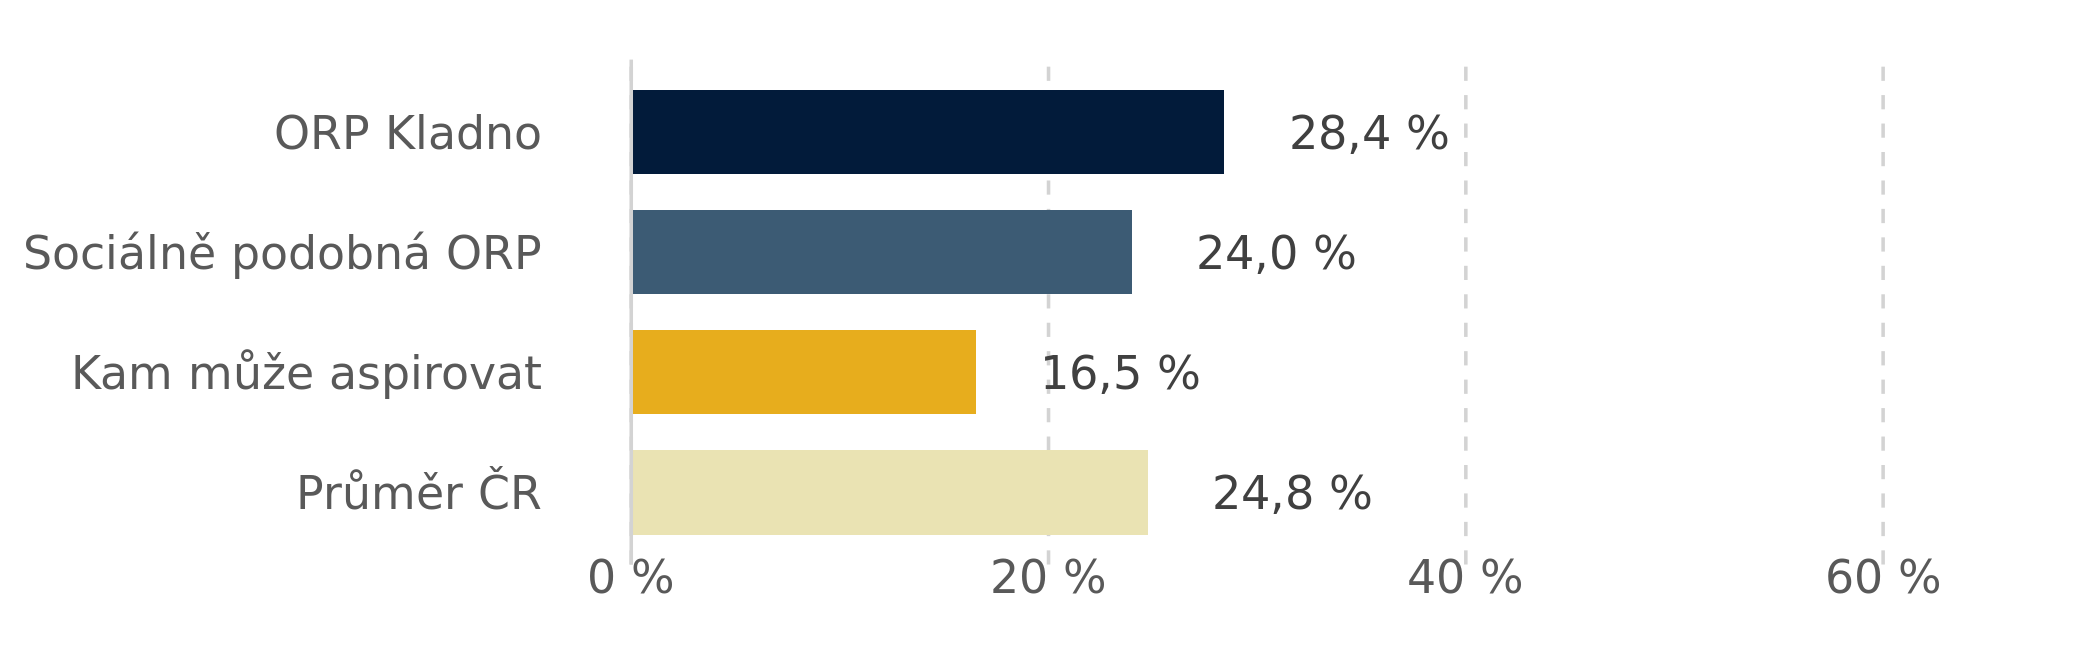 ORP Kladno 28,4 %
Sociálně podobná ORP 24,0 %
Kam může aspirovat 16,5 %
Průměr ČR 24,8 %
0 % 20 % 40 % 60 %